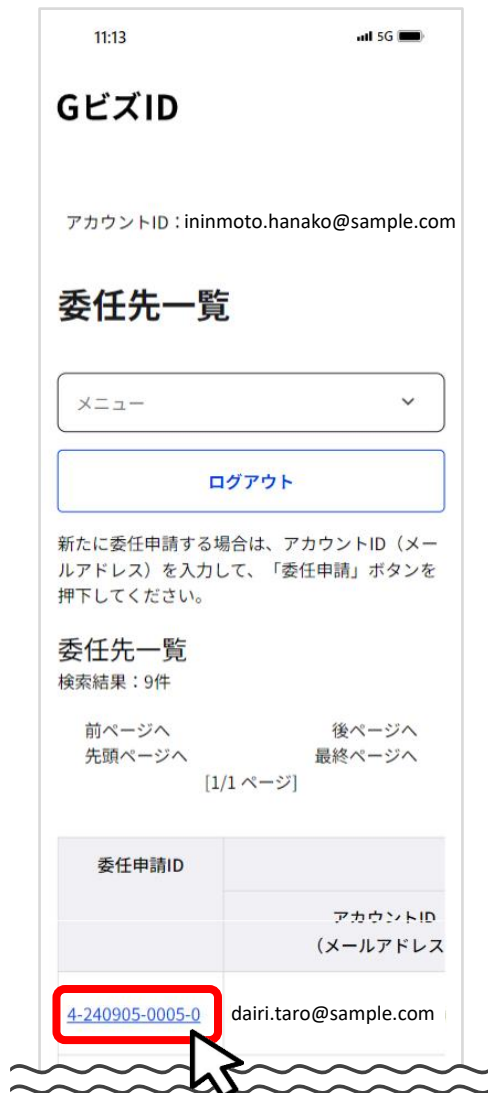 11:13
5G
GビズID
アカウントID：ininmoto.hanako@sample.com
委任先一覧
メニュー
ログアウト
新たに委任申請する場合は、アカウントID（メー
ルアドレス）を入力して、「委任申請」ボタンを
押下してください。
委任先一覧
検索結果：9件
前ページへ 後ページへ
先頭ページへ 最終ページへ
[1/1 ページ]
委任申請ID
アカウントID
（メールアドレス
4-240905-0005-0 dairi.taro@sample.com